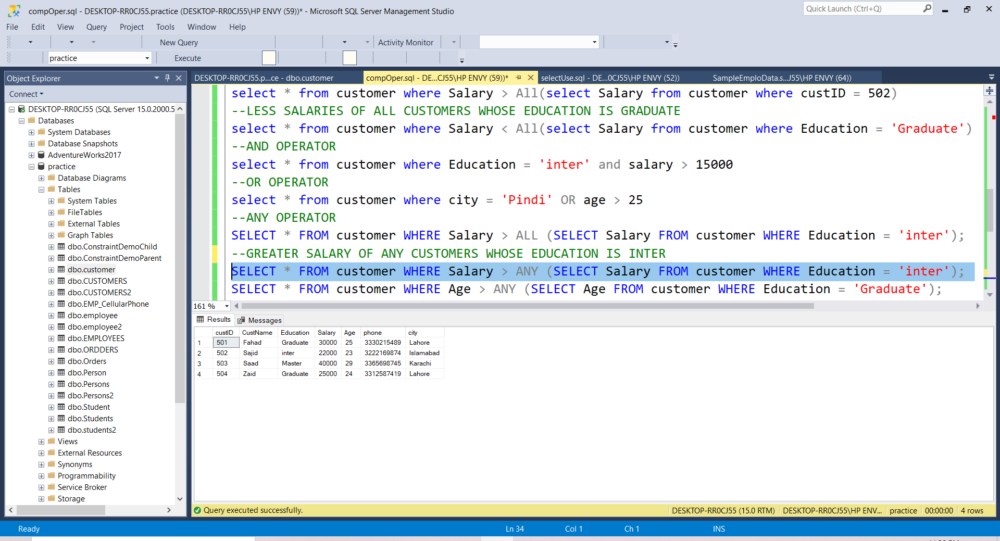 compOper.sql - DESKTOP-RR0CJ55.practice (DESKTOP-RR0CJ55\HP ENVY (59))* - Microsoft SQL Server Management Studio
Quick Launch (Ctrl+Q)
File Edit View Query Project Tools Window Help
New Query Activity Monitor
practice Execute
Object Explorer
Connect
DESKTOP-RR0CJ55 (SQL Server 15.0.2000.5
Databases
System Databases
Database Snapshots
AdventureWorks2017
practice
Database Diagrams
Tables
System Tables
FileTables
External Tables
Graph Tables
dbo.ConstraintDemoChild
dbo.ConstraintDemoParent
dbo.customer
dbo.CUSTOMERS
dbo.CUSTOMERS2
dbo.EMP_CellularPhone
dbo.employee
dbo.employee2
dbo.EMPLOYEES
dbo.ORDDERS
dbo.Orders
dbo.Person
dbo.Persons
dbo.Persons2
dbo.Student
dbo.Students
dbo.students2
Views
External Resources
Synonyms
Programmability
Service Broker
Storage
DESKTOP-RR0CJ55.p...ce - dbo.customer compOper.sql - DE...CJ55\HP ENVY (59))* selectUse.sql - DE...0CJ55\HP ENVY (52)) SampleEmploData.s...J55\HP ENVY (64))
select * from customer where Salary > All(select Salary from customer where custID = 502)
--LESS SALARIES OF ALL CUSTOMERS WHOSE EDUCATION IS GRADUATE
select * from customer where Salary < All(select Salary from customer where Education = 'Graduate')
--AND OPERATOR
select * from customer where Education = 'inter' and salary > 15000
--OR OPERATOR
select * from customer where city = 'Pindi' OR age > 25
--ANY OPERATOR
SELECT * FROM customer WHERE Salary > ALL (SELECT Salary FROM customer WHERE Education = 'inter');
--GREATER SALARY OF ANY CUSTOMERS WHOSE EDUCATION IS INTER
SELECT * FROM customer WHERE Salary > ANY (SELECT Salary FROM customer WHERE Education = 'inter');
SELECT * FROM customer WHERE Age > ANY (SELECT Age FROM customer WHERE Education = 'Graduate');
161 %
Results Messages
custID CustName Education Salary Age phone city
1 501 Fahad Graduate 30000 25 3330215489 Lahore
2 502 Sajid inter 22000 23 3222169874 Islamabad
3 503 Saad Master 40000 29 3365698745 Karachi
4 504 Zaid Graduate 25000 24 3312587419 Lahore
Query executed successfully. DESKTOP-RR0CJ55 (15.0 RTM) DESKTOP-RR0CJ55\HP ENV... practice 00:00:00 4 rows
Ready Ln 34 Col 1 Ch 1 INS